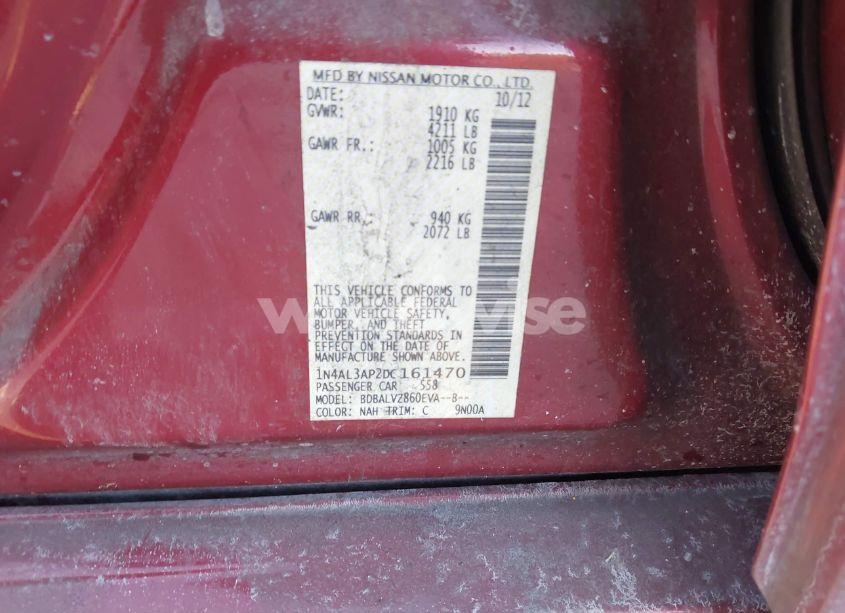 MFD BY NISSAN MOTOR CO., LTD.
DATE: 10/12
GVWR: 1910 KG
4211 LB
GAWR FR.: 1005 KG
2216 LB
GAWR RR.: 940 KG
2072 LB
THIS VEHICLE CONFORMS TO
ALL APPLICABLE FEDERAL
MOTOR VEHICLE SAFETY,
BUMPER, AND THEFT
PREVENTION STANDARDS IN
EFFECT ON THE DATE OF
MANUFACTURE SHOWN ABOVE.
1N4AL3AP2DC161470
PASSENGER CAR 558
MODEL: BDBALVZ860EVA--B--
COLOR: NAH TRIM: C 9N00A